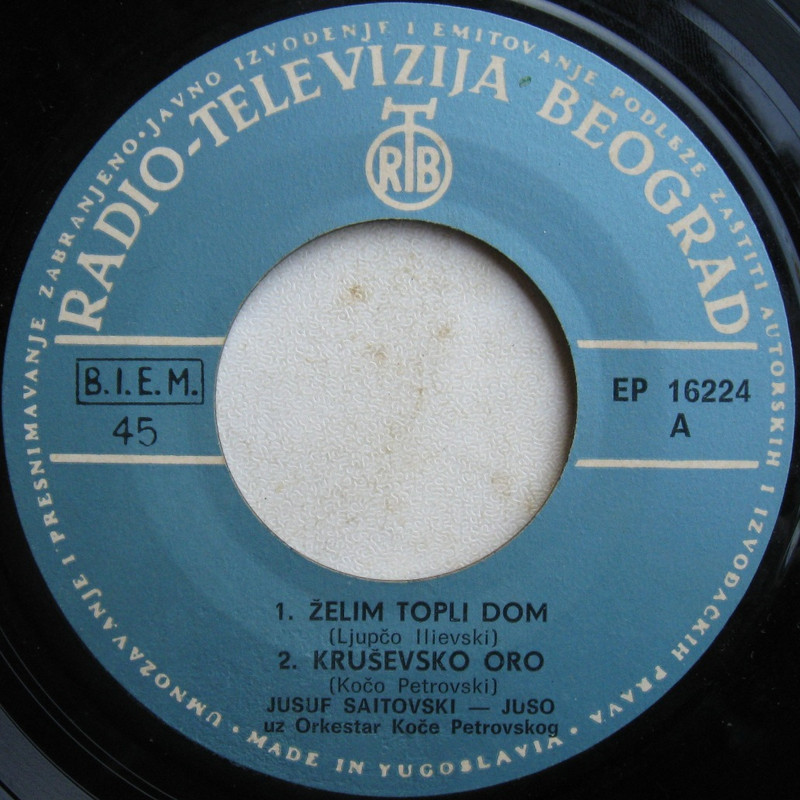 UMNOZAVANJE I PRESNIMAVANJE ZABRANJENO • JAVNO IZVOĐENJE I EMITOVANJE PODLEŽE ZAŠTITI AUTORSKIH I IZVOĐAČKIH PRAVA •
RADIO-TELEVIZIJA BEOGRAD
RTB
B.I.E.M.
45
EP 16224
A
1. ŽELIM TOPLI DOM
(Ljupčo Ilievski)
2. KRUŠEVSKO ORO
(Kočo Petrovski)
JUSUF SAITOVSKI — JUSO
uz Orkestar Koče Petrovskog
• MADE IN YUGOSLAVIA •